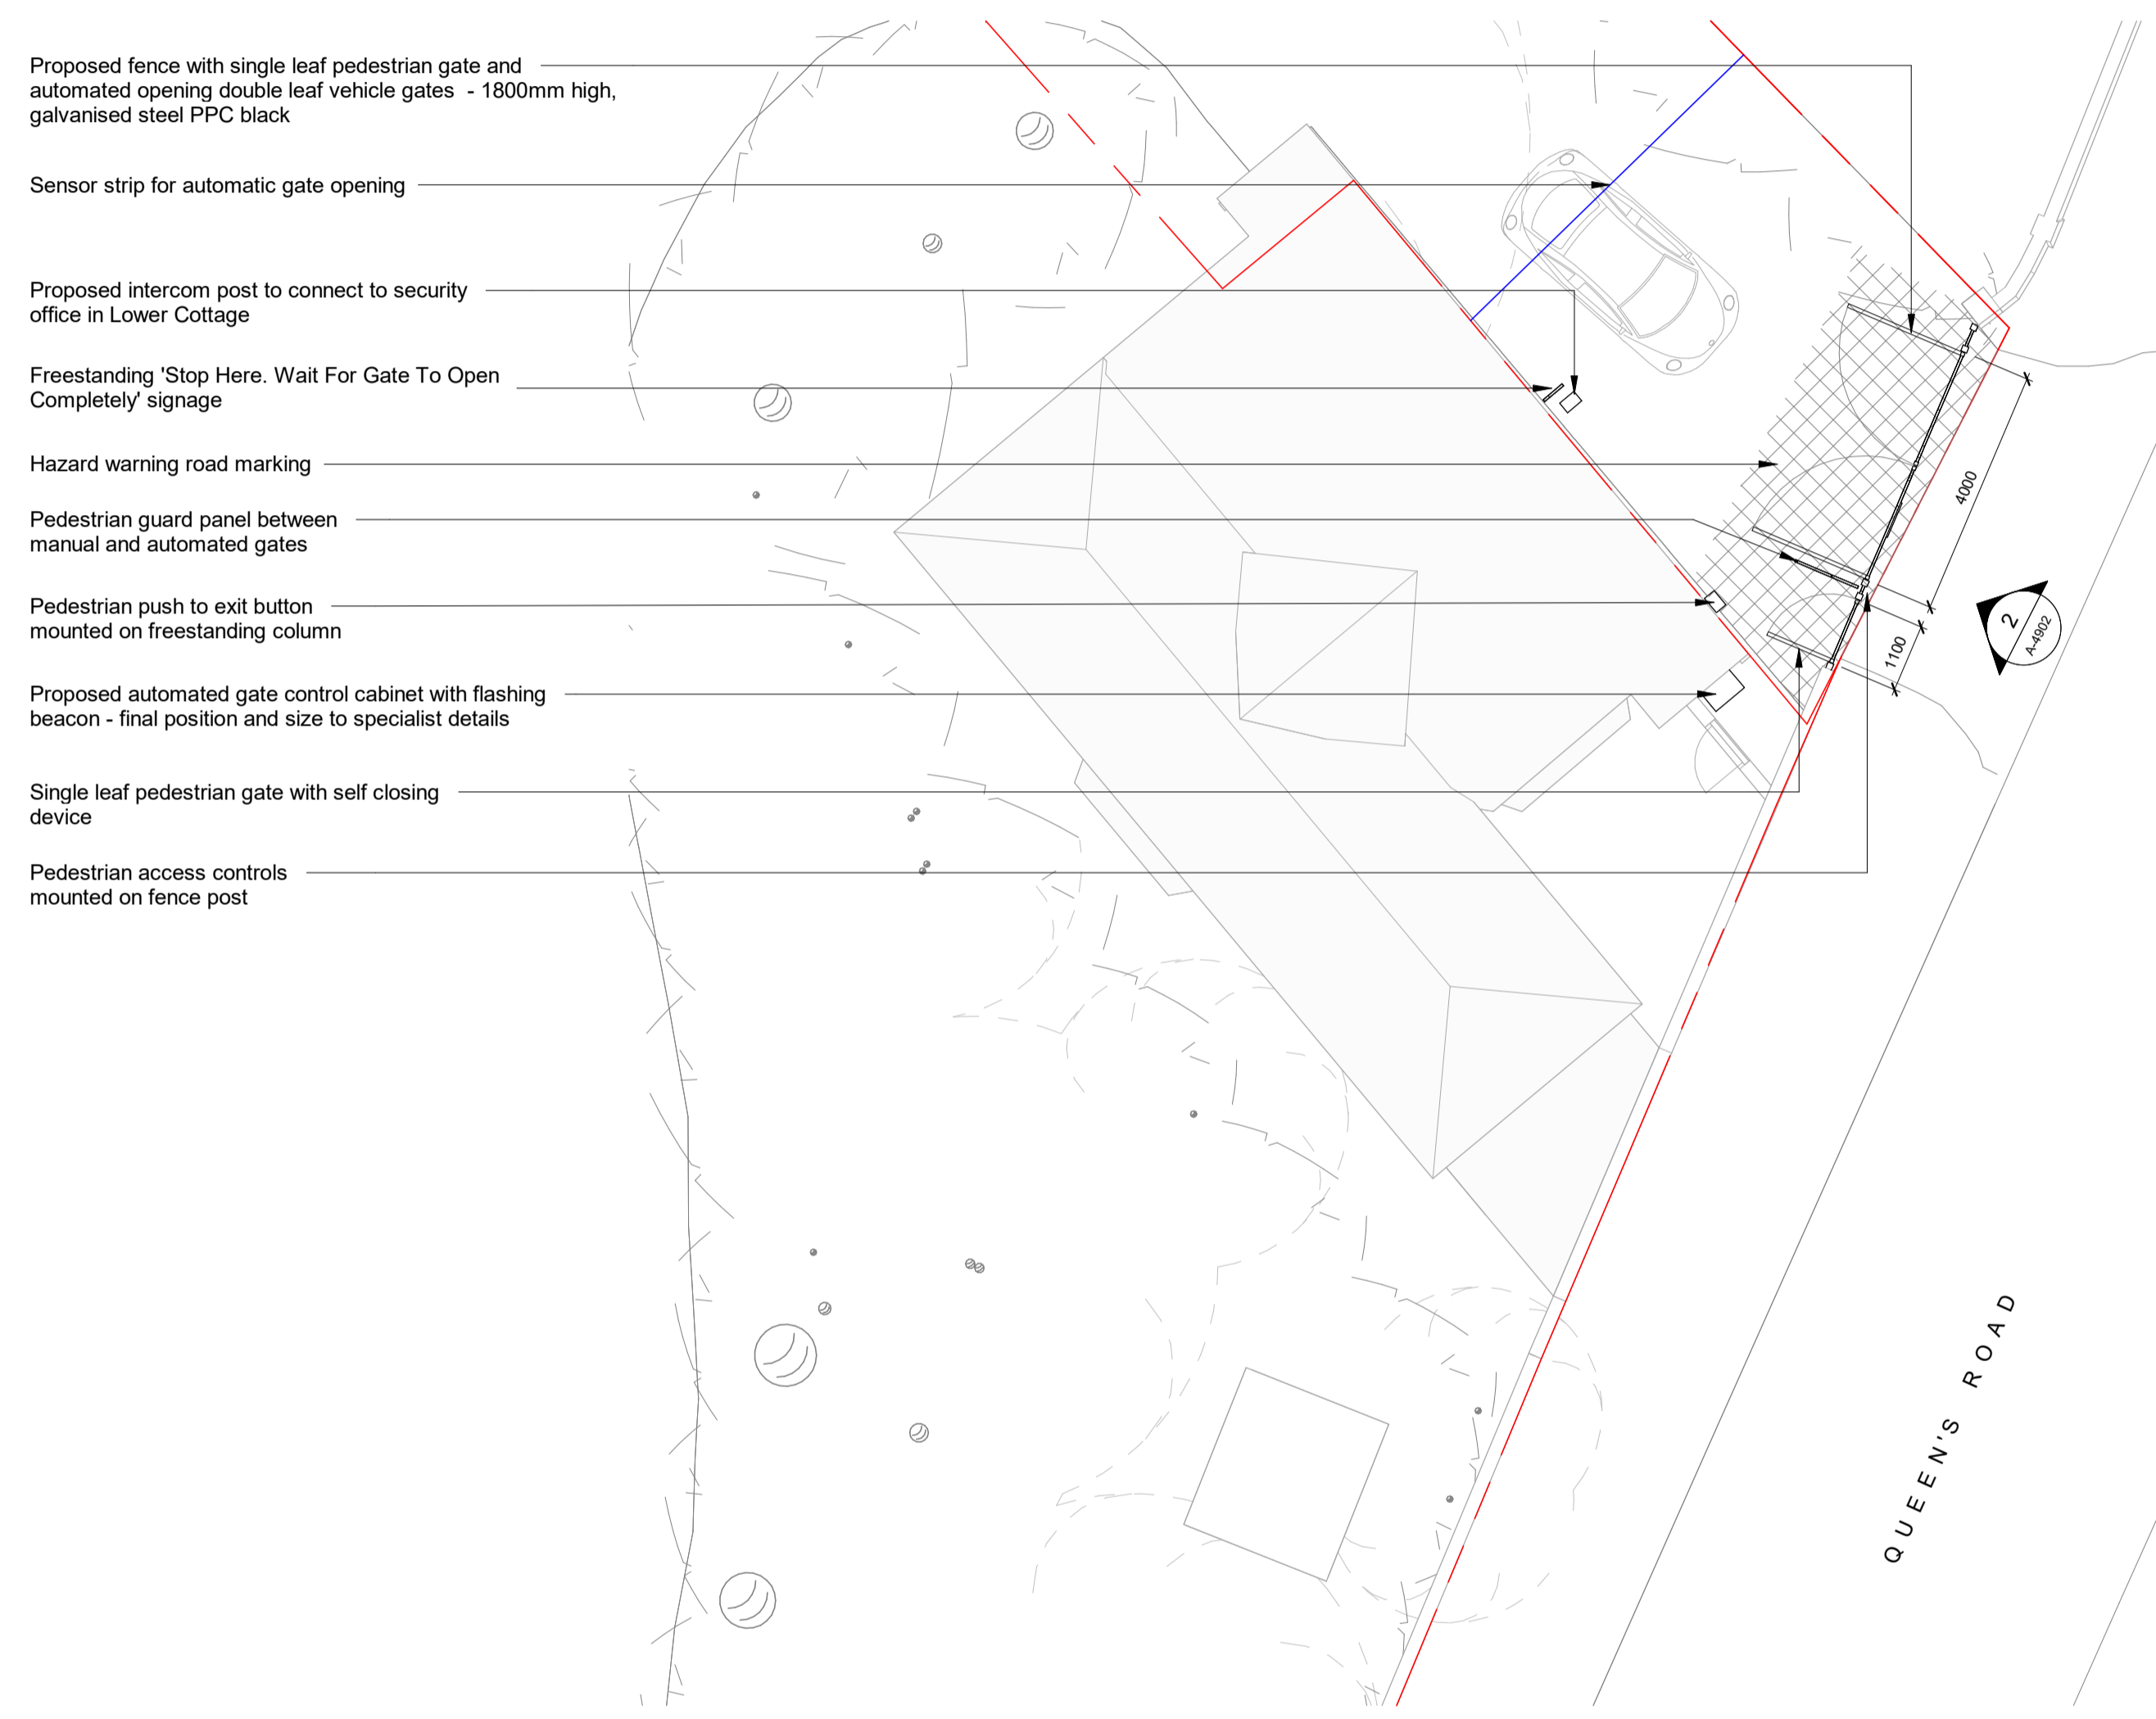 Proposed fence with single leaf pedestrian gate and
automated opening double leaf vehicle gates - 1800mm high,
galvanised steel PPC black
Sensor strip for automatic gate opening
Proposed intercom post to connect to security
office in Lower Cottage
Freestanding 'Stop Here. Wait For Gate To Open
Completely' signage
Hazard warning road marking
Pedestrian guard panel between
manual and automated gates
Pedestrian push to exit button
mounted on freestanding column
Proposed automated gate control cabinet with flashing
beacon - final position and size to specialist details
Single leaf pedestrian gate with self closing
device
Pedestrian access controls
mounted on fence post
4000
1100
2
A-4902
QUEEN'S ROAD